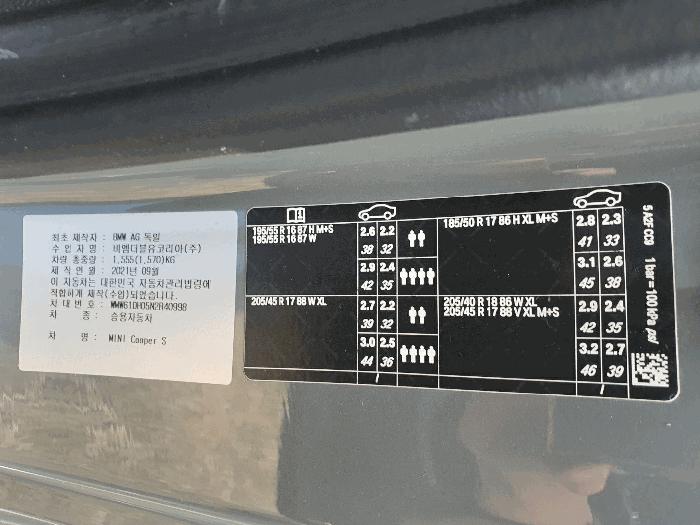 최초 제작자 : BMW AG 독일
수 입 자 명 : 비엠더블유코리아(주)
차량 총중량 : 1,555(1,570)KG
제 작 연 월 : 2021년 09월
이 자동차는 대한민국 자동차관리법령에
적합하게 제작(수입)되었습니다.
차 대 번 호 : WMW61DH05N2R40998
차 종 : 승용자동차
차 명 : MINI Cooper S
195/55 R 16 87 H M+S
195/55 R 16 87 W
2.6 2.2
38 32
2.9 2.4
42 35
205/45 R 17 88 W XL
2.7 2.2
39 32
3.0 2.5
44 36
/
185/50 R 17 86 H XL M+S
2.8 2.3
41 33
3.1 2.6
45 38
205/40 R 18 86 W XL
205/45 R 17 88 V XL M+S
2.9 2.4
42 35
3.2 2.7
46 39
/
5 A2F CC3
1 bar = 100 kPa psi